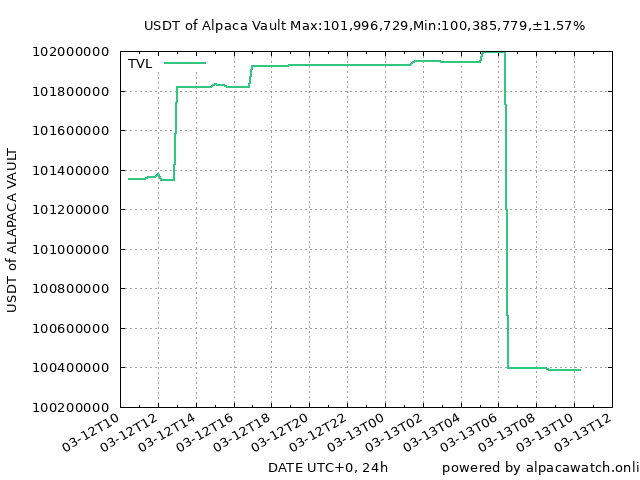 USDT of Alpaca Vault Max:101,996,729,Min:100,385,779,±1.57%
102000000
TVL
101800000
101600000
101400000
101200000
101000000
100800000
100600000
100400000
100200000
USDT of ALAPACA VAULT
03-12T10
03-12T12
03-12T14
03-12T16
03-12T18
03-12T20
03-12T22
03-13T00
03-13T02
03-13T04
03-13T06
03-13T08
03-13T10
03-13T12
DATE UTC+0, 24h
powered by alpacawatch.onli